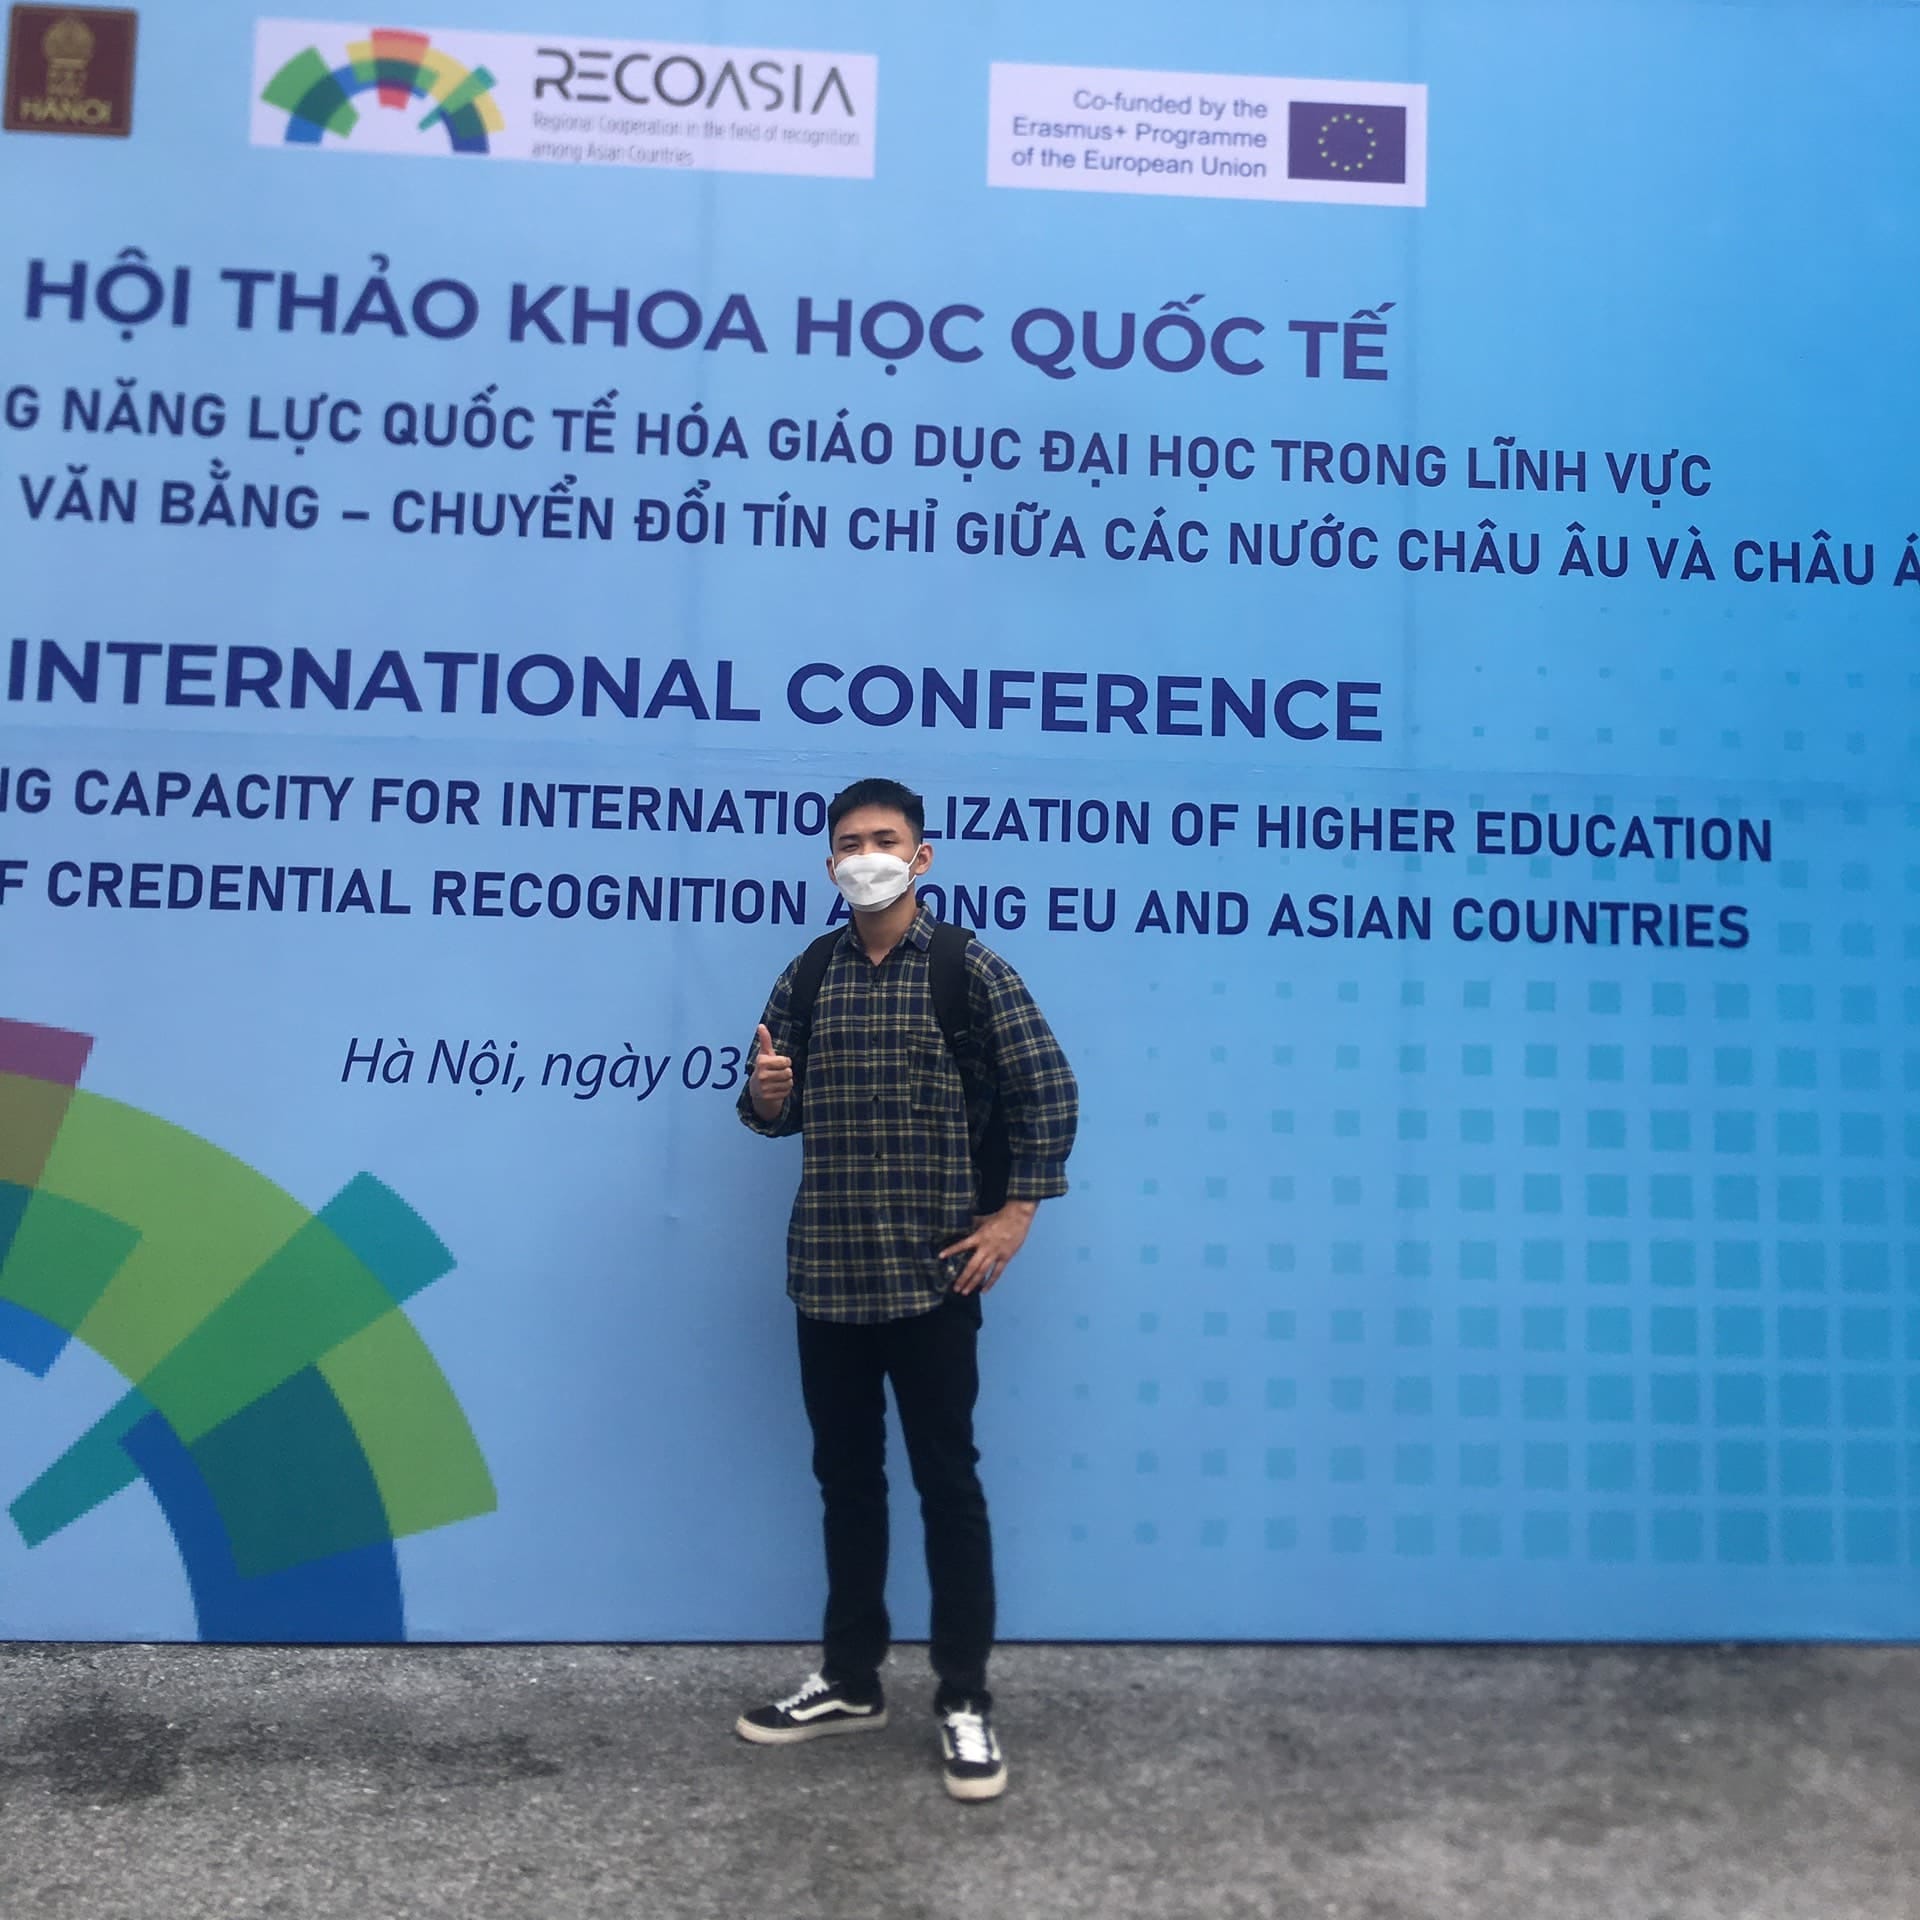 HANOI
RECOASIA
Regional Cooperation in the field of recognition
among Asian Countries
Co-funded by the
Erasmus+ Programme
of the European Union
HỘI THẢO KHOA HỌC QUỐC TẾ
G NĂNG LỰC QUỐC TẾ HÓA GIÁO DỤC ĐẠI HỌC TRONG LĨNH VỰC
VĂN BẰNG – CHUYỂN ĐỔI TÍN CHỈ GIỮA CÁC NƯỚC CHÂU ÂU VÀ CHÂU Á
INTERNATIONAL CONFERENCE
NG CAPACITY FOR INTERNATIO LIZATION OF HIGHER EDUCATION
F CREDENTIAL RECOGNITION A ONG EU AND ASIAN COUNTRIES
Hà Nội, ngày 03